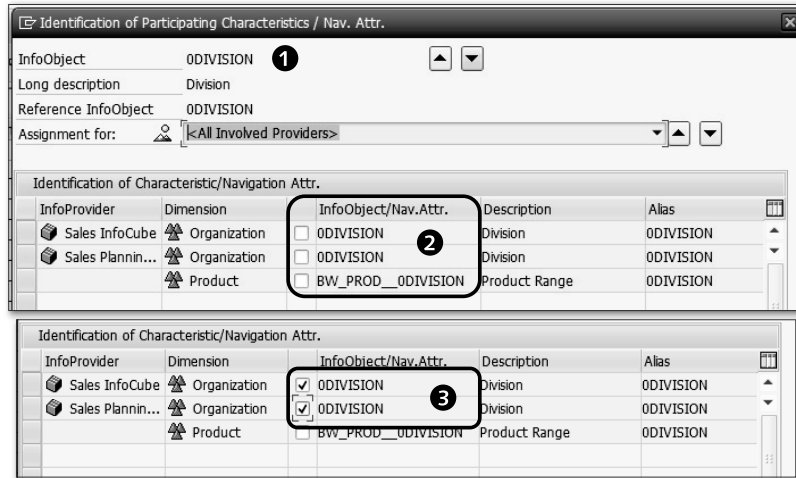 Identification of Participating Characteristics / Nav. Attr.
InfoObject 0DIVISION 1
Long description Division
Reference InfoObject 0DIVISION
Assignment for: <All Involved Providers>
Identification of Characteristic/Navigation Attr.
InfoProvider Dimension InfoObject/Nav.Attr. Description Alias
Sales InfoCube Organization 0DIVISION Division 0DIVISION
2
Sales Plannin... Organization 0DIVISION Division 0DIVISION
Product BW_PROD__0DIVISION Product Range 0DIVISION
Identification of Characteristic/Navigation Attr.
InfoProvider Dimension InfoObject/Nav.Attr. Description Alias
Sales InfoCube Organization 0DIVISION Division 0DIVISION
3
Sales Plannin... Organization 0DIVISION Division 0DIVISION
Product BW_PROD__0DIVISION Product Range 0DIVISION